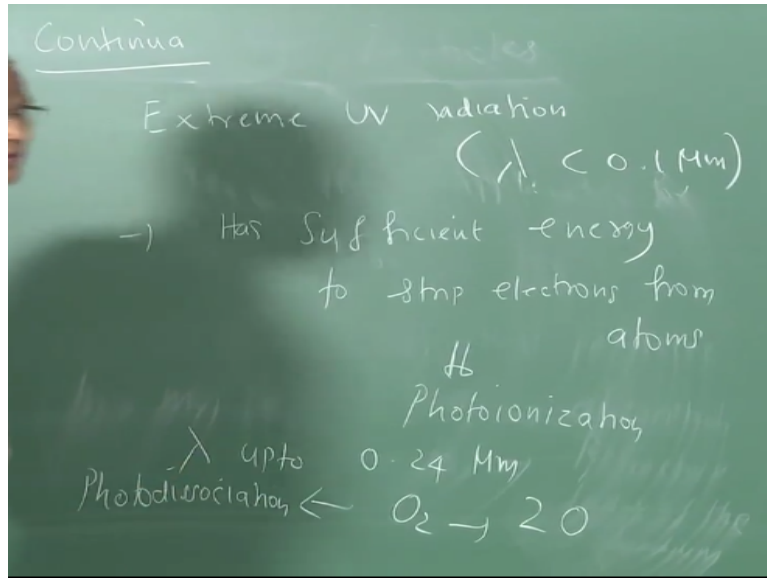 Continua
Extreme UV radiation
(λ < 0.1 μm)
→ Has sufficient energy
to strip electrons from
atoms
⇓
Photoionization
λ upto 0.24 μm
Photodissociation ← O₂ → 2O